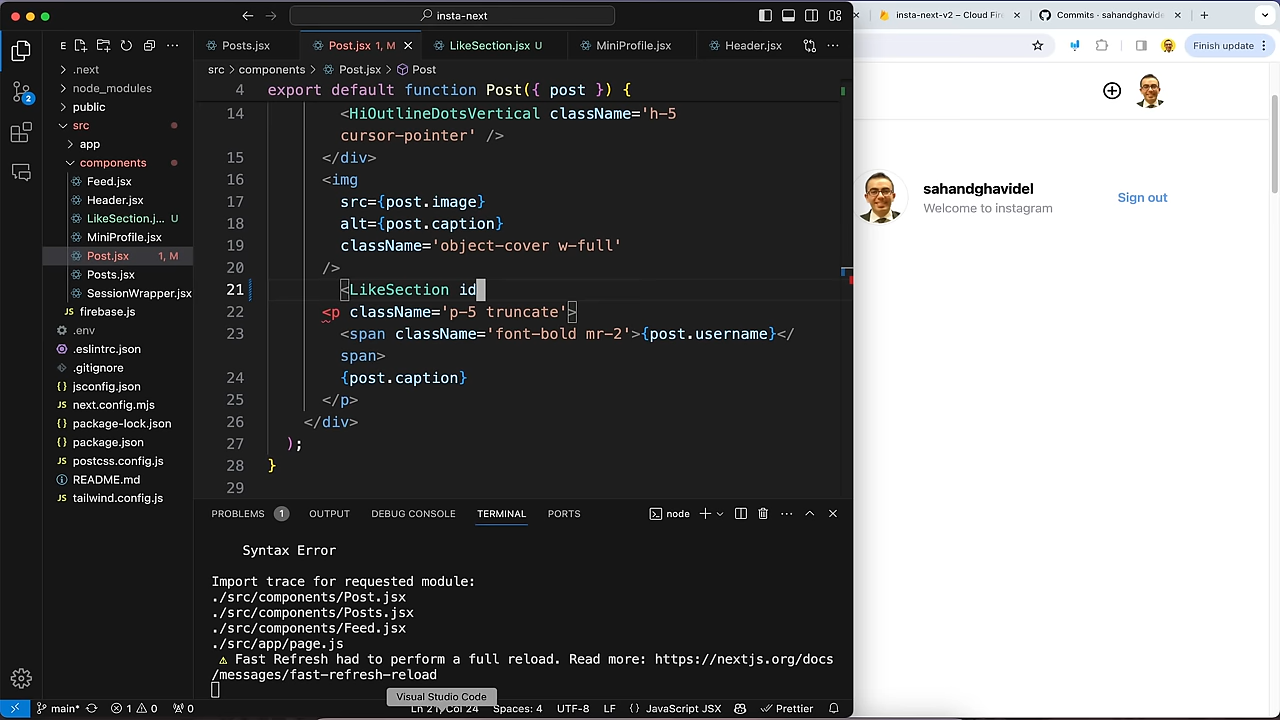 insta-next
insta-next-v2 – Cloud Fire
Commits · sahandghavide
Finish update
Posts.jsx
Post.jsx 1, M
LikeSection.jsx U
MiniProfile.jsx
Header.jsx
E
src > components > Post.jsx > Post
.next
node_modules
public
src
app
components
Feed.jsx
Header.jsx
LikeSection.j... U
MiniProfile.jsx
Post.jsx 1, M
Posts.jsx
SessionWrapper.jsx
firebase.js
.env
.eslintrc.json
.gitignore
jsconfig.json
next.config.mjs
package-lock.json
package.json
postcss.config.js
README.md
tailwind.config.js
2
4 export default function Post({ post }) {
14 <HiOutlineDotsVertical className='h-5
cursor-pointer' />
15 </div>
16 <img
17 src={post.image}
18 alt={post.caption}
19 className='object-cover w-full'
20 />
21 <LikeSection id
22 <p className='p-5 truncate'>
23 <span className='font-bold mr-2'>{post.username}</
span>
24 {post.caption}
25 </p>
26 </div>
27 );
28 }
29
PROBLEMS 1 OUTPUT DEBUG CONSOLE TERMINAL PORTS
node
Syntax Error
Import trace for requested module:
./src/components/Post.jsx
./src/components/Posts.jsx
./src/components/Feed.jsx
./src/app/page.js
⚠ Fast Refresh had to perform a full reload. Read more: https://nextjs.org/docs
/messages/fast-refresh-reload
Visual Studio Code
main* 1 0 0
Ln 21, Col 24 Spaces: 4 UTF-8 LF {} JavaScript JSX Prettier
sahandghavidel
Welcome to instagram
Sign out